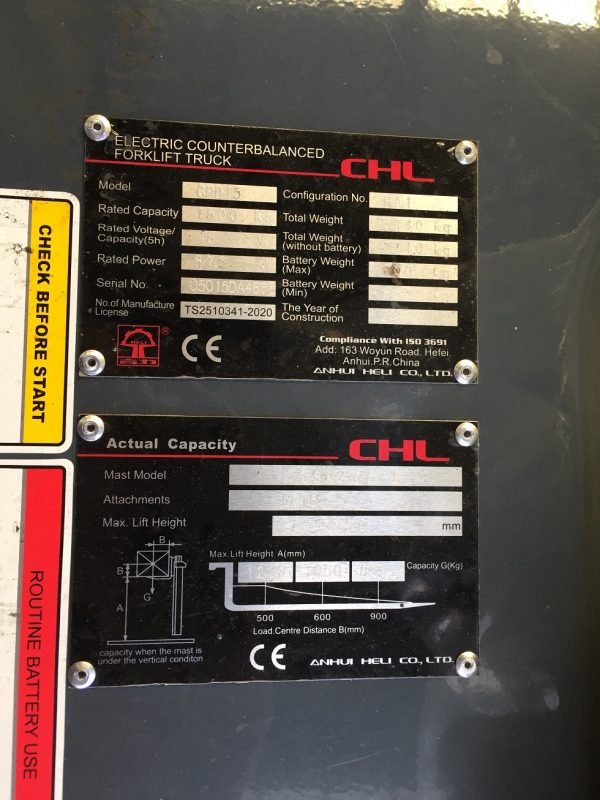 ELECTRIC COUNTERBALANCED
FORKLIFT TRUCK
CHL
Model
Configuration No.
Rated Capacity
Total Weight
Rated Voltage/
Capacity(5h)
Total Weight
(without battery)
Rated Power
Battery Weight
(Max)
Serial No.
Battery Weight
(Min)
No.of Manufacture
License
TS2510341-2020
The Year of
Construction
HELI
®
CE
Compliance With ISO 3691
Add: 163 Woyun Road. Hefei.
Anhui.P.R.China
ANHUI HELI CO., LTD.
CHECK BEFORE START
Actual Capacity
CHL
Mast Model
Attachments
Max. Lift Height
mm
Max.Lift Height A(mm)
Capacity G(Kg)
B
B
A
G
500
600
900
Load Centre Distance B(mm)
capacity when the mast is
under the vertical conditon
CE
ANHUI HELI CO., LTD.
ROUTINE BATTERY USE